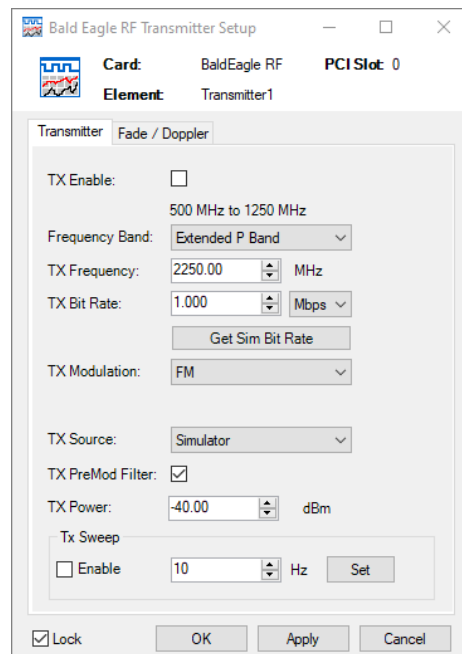 Bald Eagle RF Transmitter Setup
Card: BaldEagle RF PCI Slot: 0
Element: Transmitter1
Transmitter Fade / Doppler
TX Enable:
500 MHz to 1250 MHz
Frequency Band: Extended P Band
TX Frequency: 2250.00 MHz
TX Bit Rate: 1.000 Mbps
Get Sim Bit Rate
TX Modulation: FM
TX Source: Simulator
TX PreMod Filter:
TX Power: -40.00 dBm
Tx Sweep
Enable 10 Hz Set
Lock OK Apply Cancel